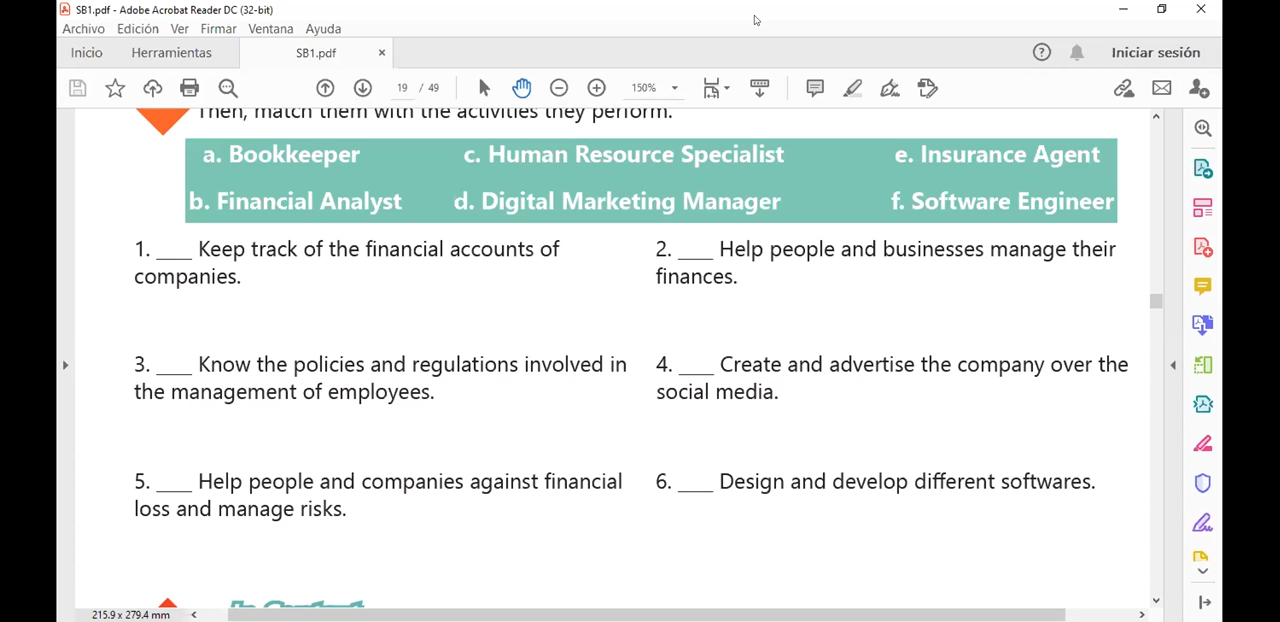 SB1.pdf - Adobe Acrobat Reader DC (32-bit)
Archivo Edición Ver Firmar Ventana Ayuda
Inicio Herramientas SB1.pdf Iniciar sesión
19 / 49 150%
Then, match them with the activities they perform.
a. Bookkeeper c. Human Resource Specialist e. Insurance Agent
b. Financial Analyst d. Digital Marketing Manager f. Software Engineer
1. ___ Keep track of the financial accounts of
companies.
2. ___ Help people and businesses manage their
finances.
3. ___ Know the policies and regulations involved in
the management of employees.
4. ___ Create and advertise the company over the
social media.
5. ___ Help people and companies against financial
loss and manage risks.
6. ___ Design and develop different softwares.
In Context
215.9 x 279.4 mm